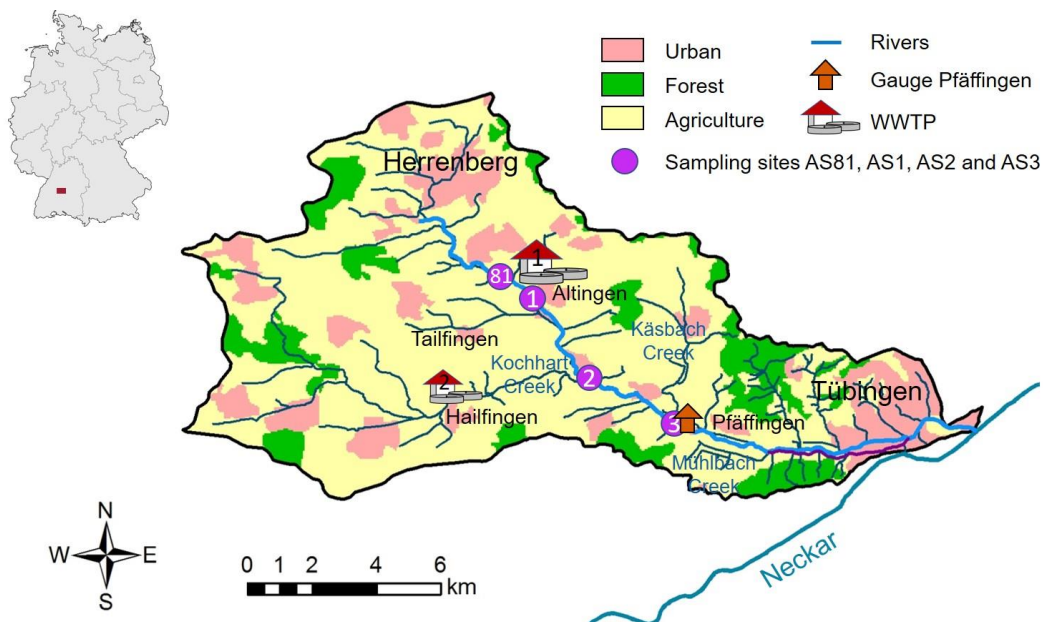 Urban
Forest
Agriculture
Rivers
Gauge Pfäffingen
WWTP
Sampling sites AS81, AS1, AS2 and AS3
Herrenberg
1
81
1
Altingen
Tailfingen
Käsbach
Creek
Kochhart
Creek
2
2
Hailfingen
Tübingen
3
Pfäffingen
Mühlbach
Creek
Neckar
N
W
E
S
0 1 2 4 6
km